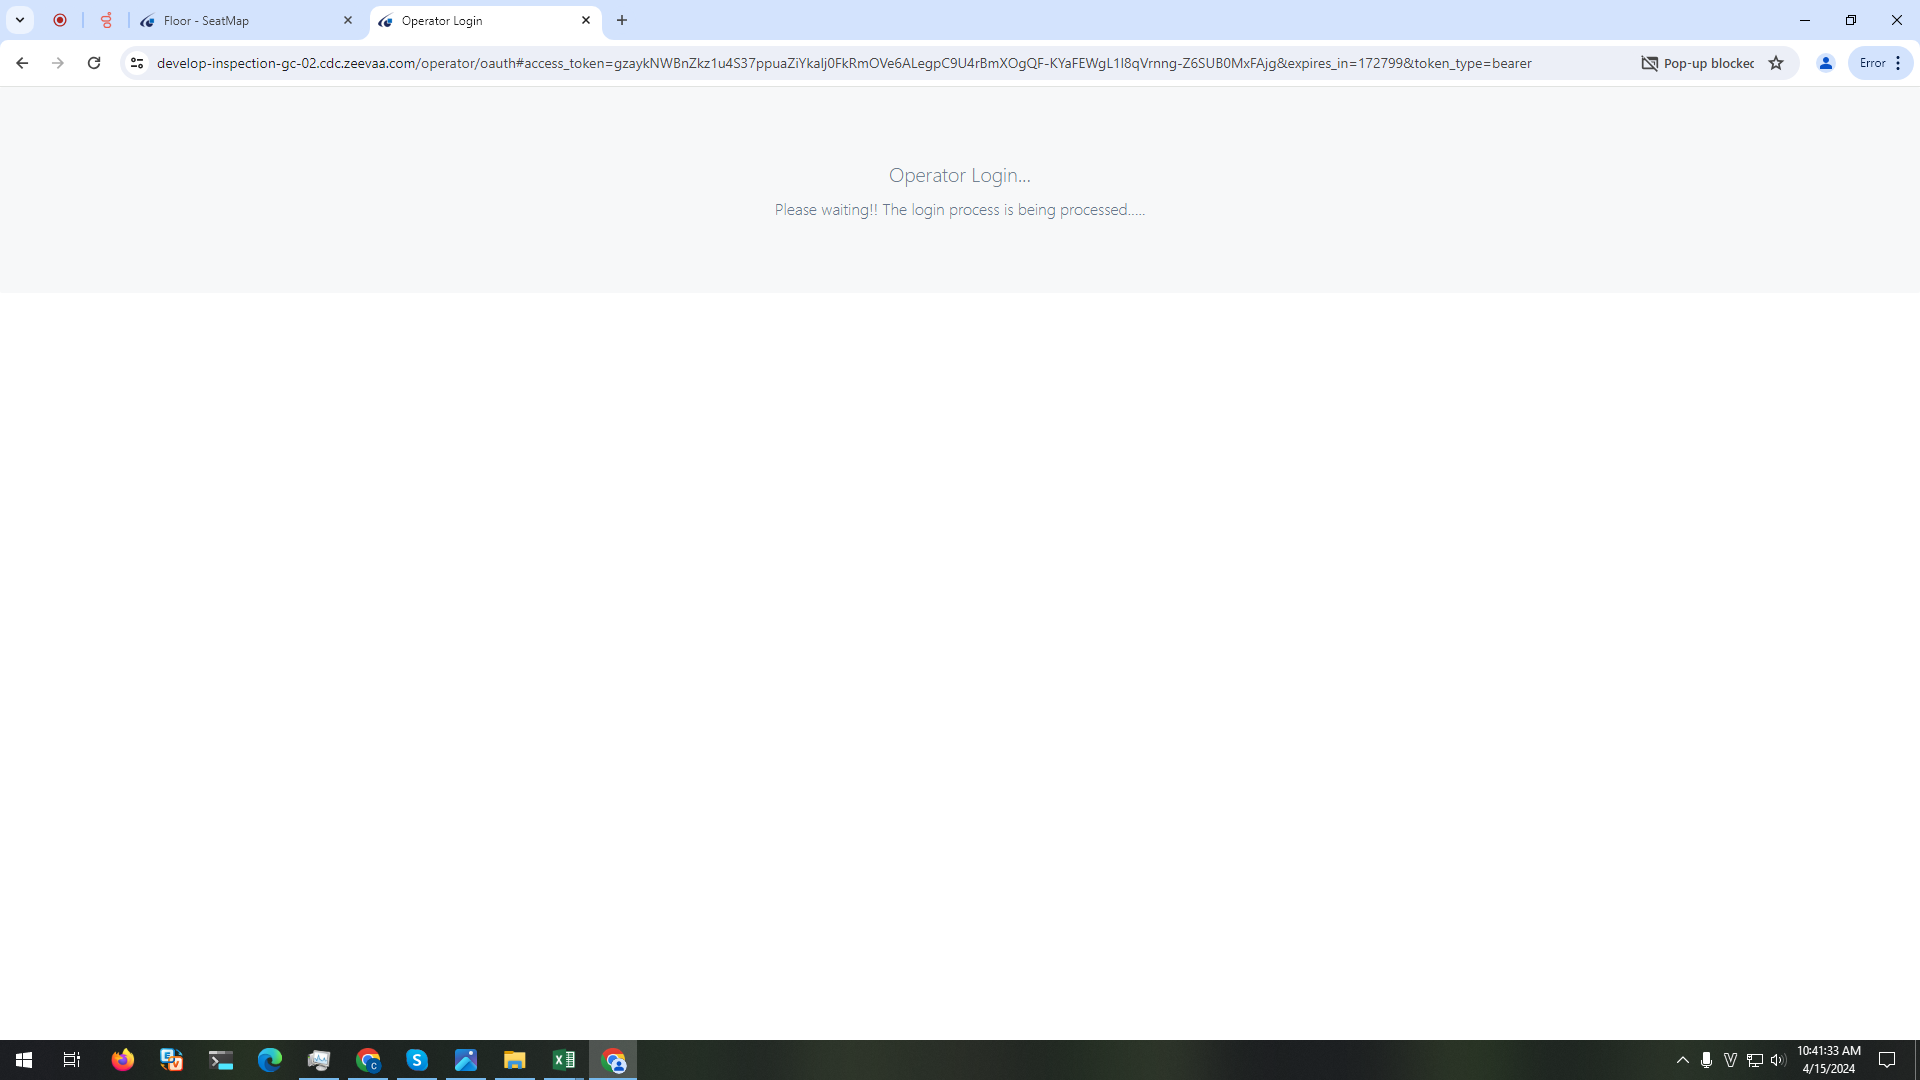 Floor - SeatMap
Operator Login
develop-inspection-gc-02.cdc.zeevaa.com/operator/oauth#access_token=gzaykNWBnZkz1u4S37ppuaZiYkaIj0FkRmOVe6ALegpC9U4rBmXOgQF-KYaFEWgL1I8qVrnng-Z6SUB0MxFAjg&expires_in=172799&token_type=bearer
Pop-up blocked
Error
Operator Login...
Please waiting!! The login process is being processed.....
10:41:33 AM
4/15/2024